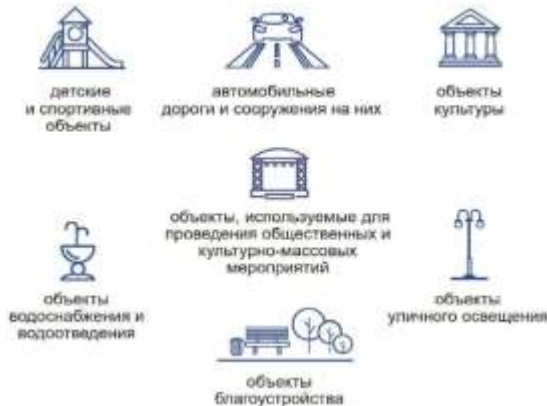 детские
и спортивные
объекты
автомобильные
дороги и сооружения на них
объекты
культуры
объекты, используемые для
проведения общественных и
культурно-массовых
мероприятий
объекты
водоснабжения и
водоотведения
объекты
уличного освещения
объекты
благоустройства